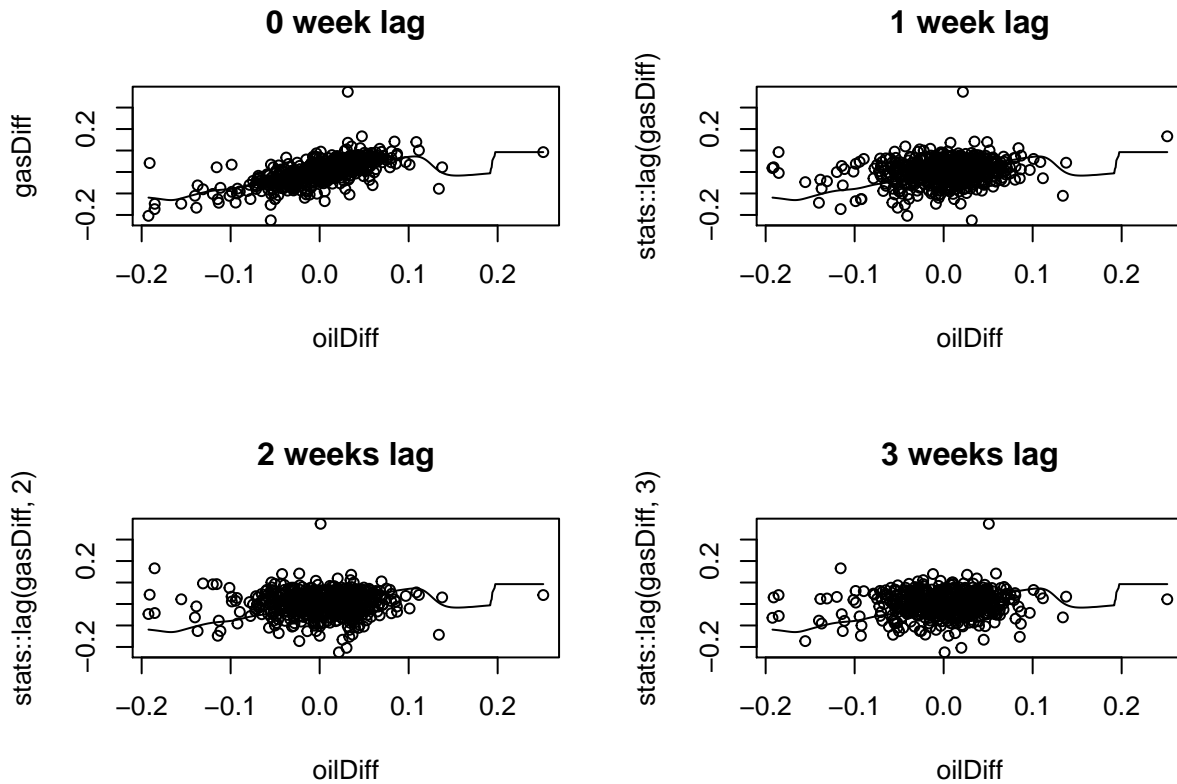 0 week lag
gasDiff
0.2
−0.2
−0.2 −0.1 0.0 0.1 0.2
oilDiff
1 week lag
stats::lag(gasDiff)
0.2
−0.2
−0.2 −0.1 0.0 0.1 0.2
oilDiff
2 weeks lag
stats::lag(gasDiff, 2)
0.2
−0.2
−0.2 −0.1 0.0 0.1 0.2
oilDiff
3 weeks lag
stats::lag(gasDiff, 3)
0.2
−0.2
−0.2 −0.1 0.0 0.1 0.2
oilDiff